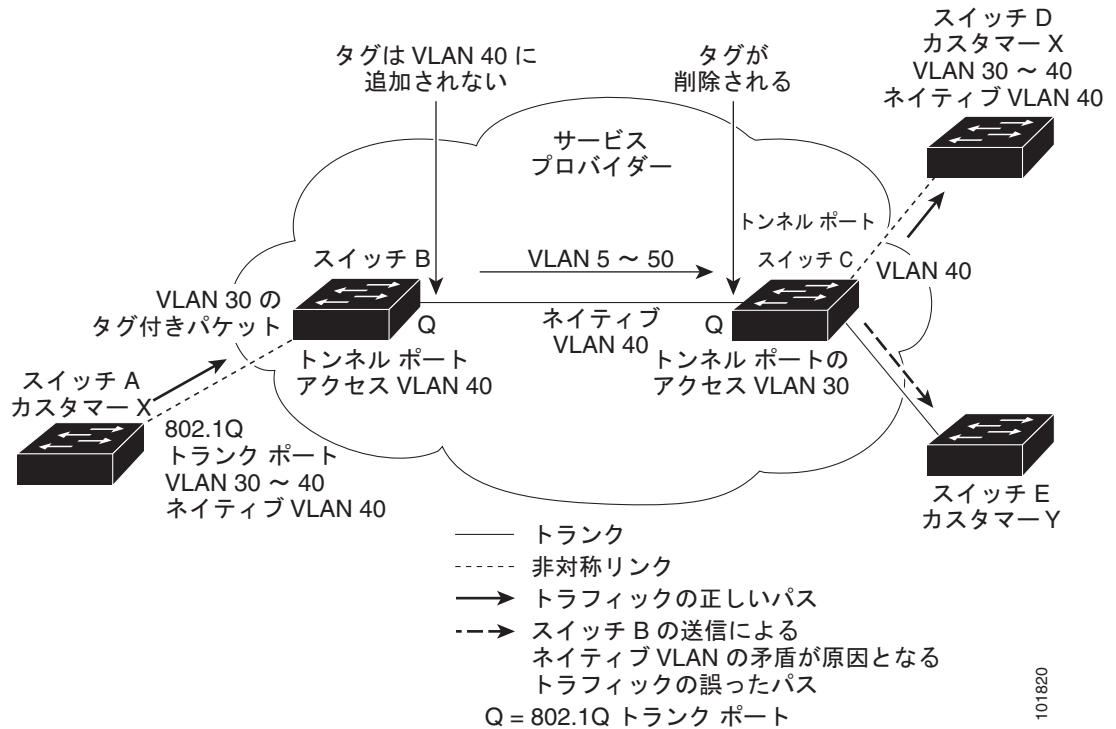 スイッチ D
カスタマー X
VLAN 30 ～ 40
ネイティブ VLAN 40
タグは VLAN 40 に
追加されない
タグが
削除される
サービス
プロバイダー
トンネル ポート
スイッチ B
VLAN 5 ～ 50
スイッチ C
VLAN 40
VLAN 30 の
タグ付きパケット
Q
ネイティブ
VLAN 40
Q
トンネル ポート
アクセス VLAN 40
トンネル ポートの
アクセス VLAN 30
スイッチ A
カスタマー X
802.1Q
トランク ポート
VLAN 30 ～ 40
ネイティブ VLAN 40
スイッチ E
カスタマー Y
トランク
非対称リンク
トラフィックの正しいパス
スイッチ B の送信による
ネイティブ VLAN の矛盾が原因となる
トラフィックの誤ったパス
Q = 802.1Q トランク ポート
101820